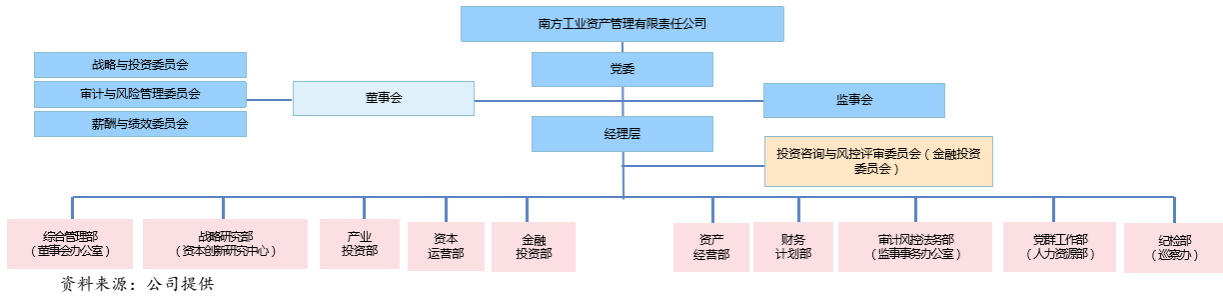 南方工业资产管理有限责任公司
战略与投资委员会
审计与风险管理委员会
薪酬与绩效委员会
董事会
党委
监事会
经理层
投资咨询与风控评审委员会（金融投资
委员会）
综合管理部
（董事会办公室）
战略研究部
（资本创新研究中心）
产业
投资部
资本
运营部
金融
投资部
资产
经营部
财务
计划部
审计风控法务部
（监事事务办公室）
党群工作部
（人力资源部）
纪检部
（巡察办）
资料来源：公司提供